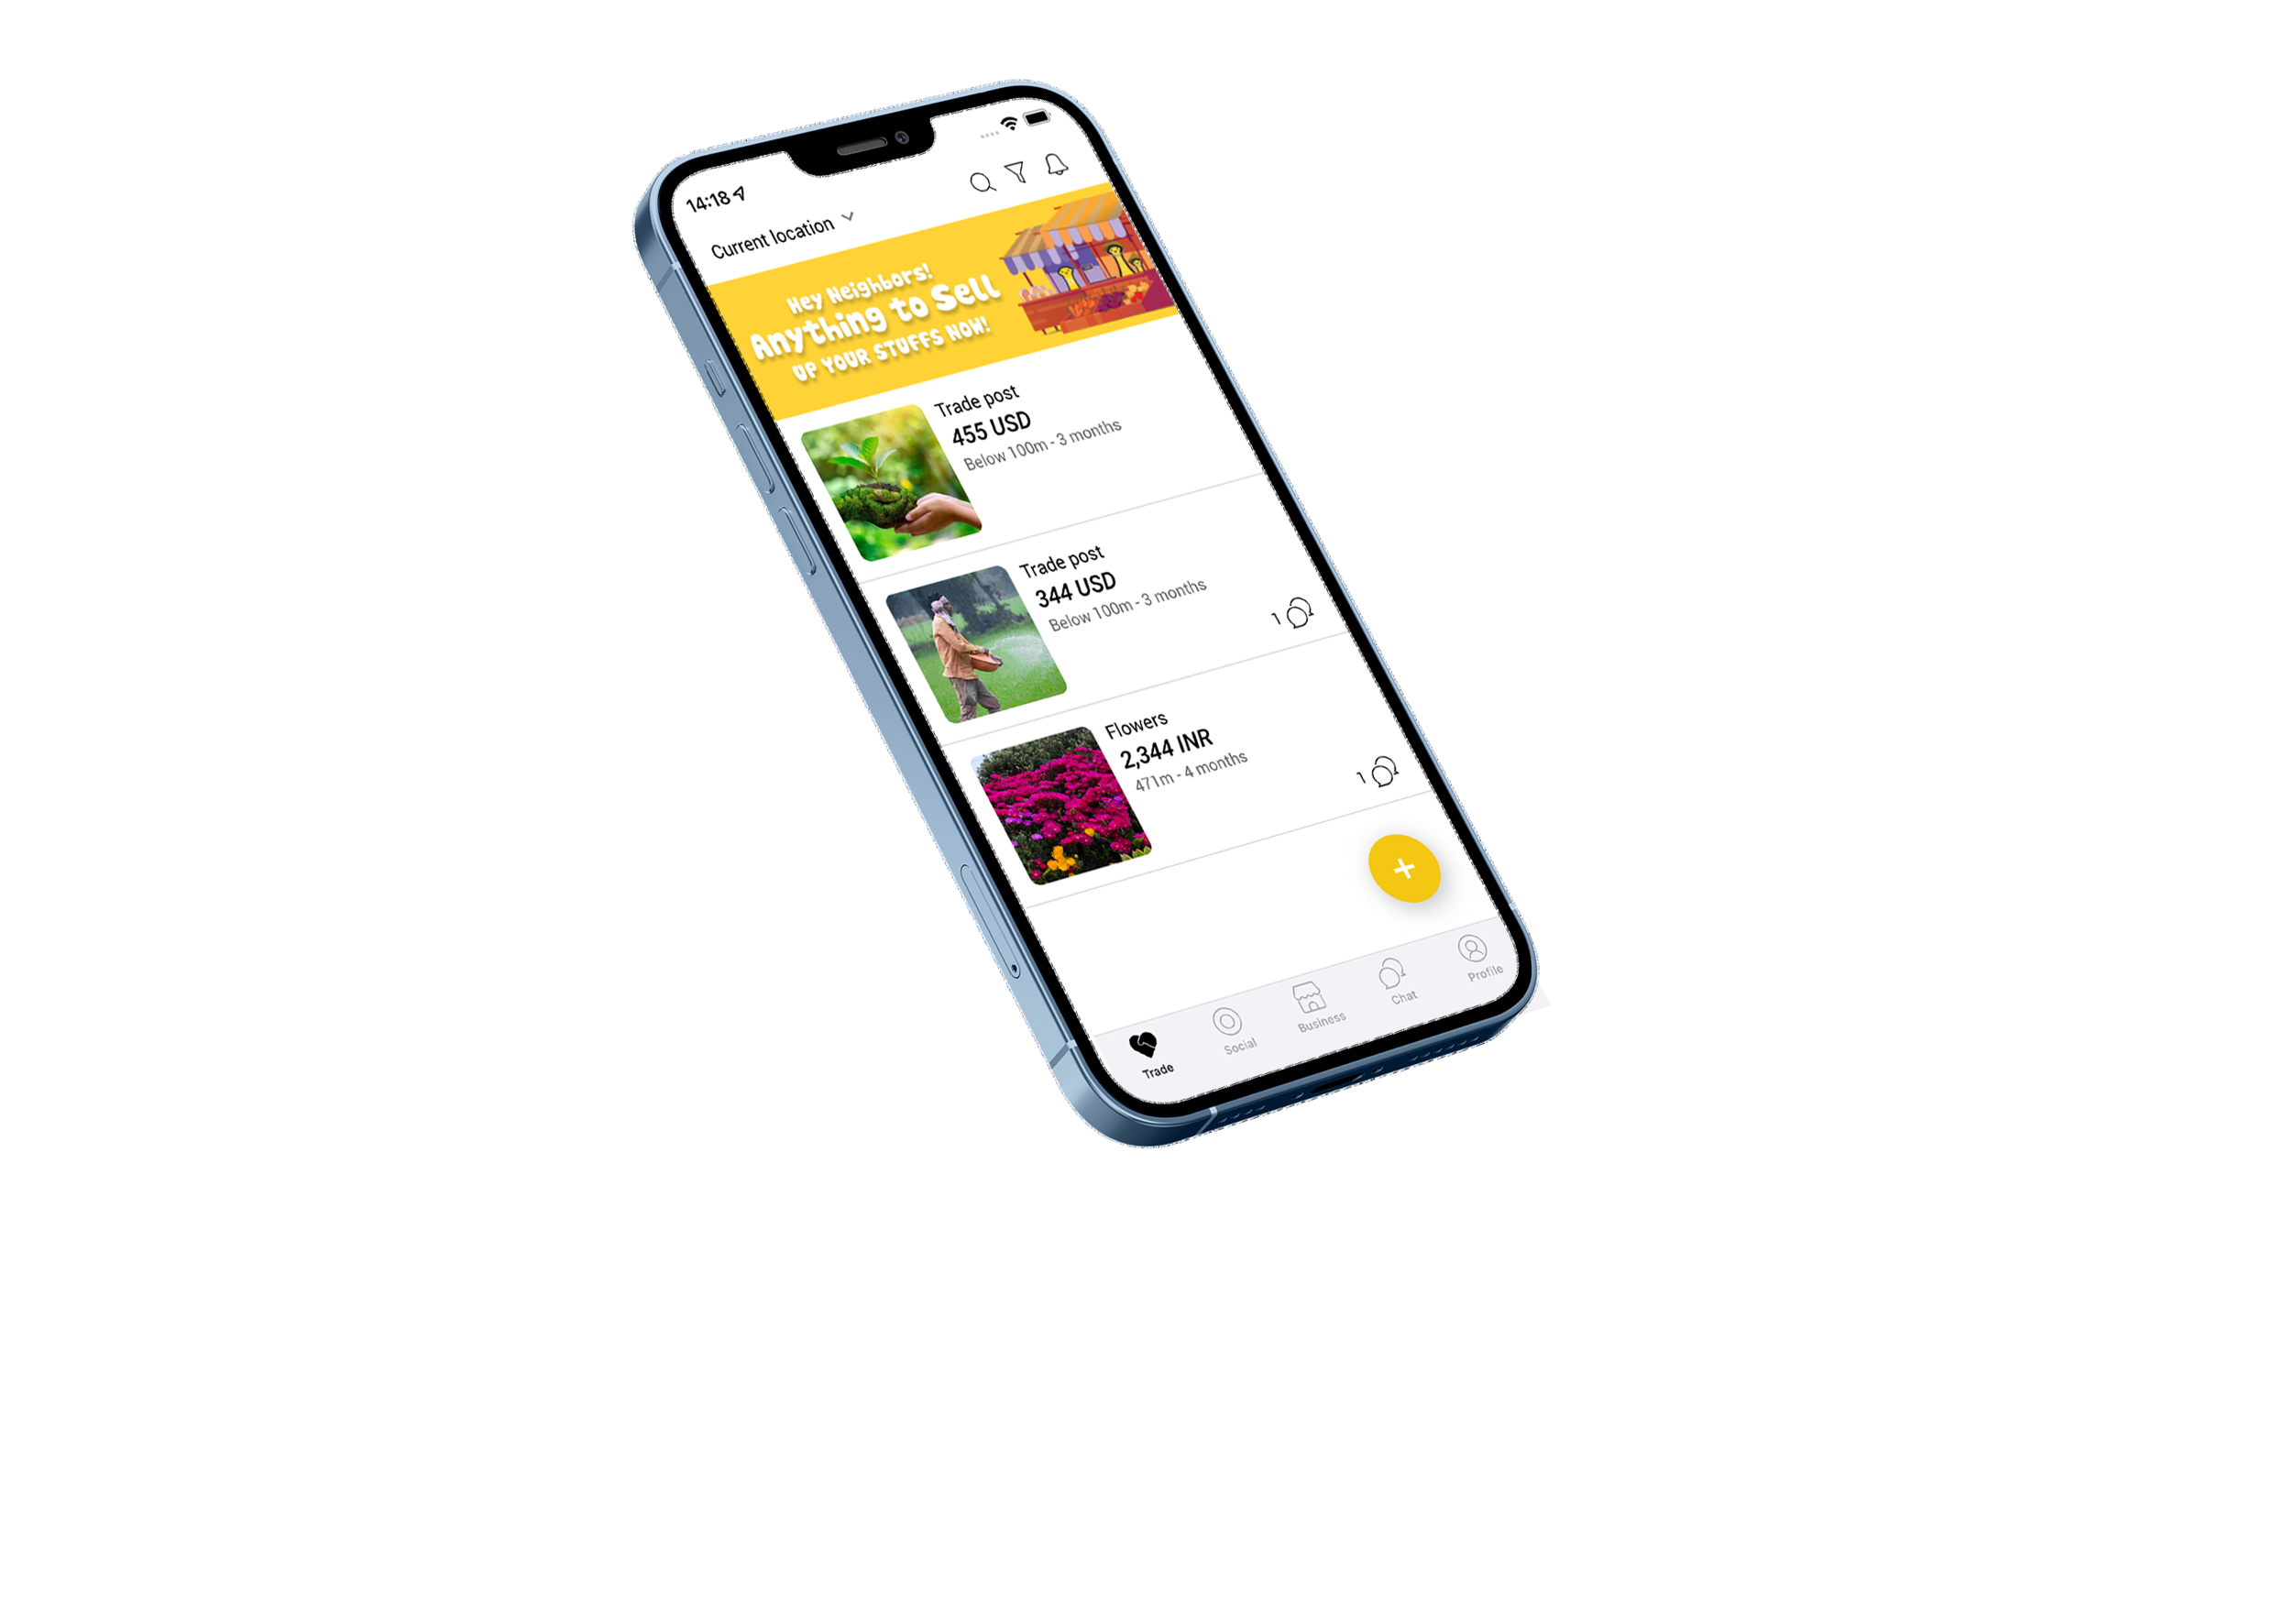 14:18
Current location
Hey Neighbors!
Anything to Sell
UP YOUR STUFFS NOW!
Trade post
455 USD
Below 100m - 3 months
Trade post
344 USD
Below 100m - 3 months
1
Flowers
2,344 INR
471m - 4 months
1
+
Trade
Social
Business
Chat
Profile